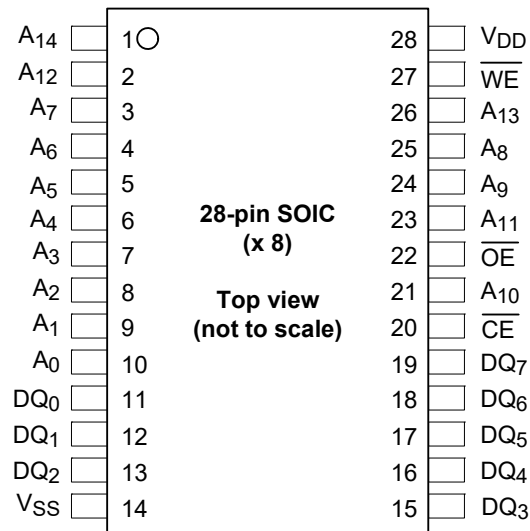 A14 1 28 VDD
A12 2 27 WE
A7 3 26 A13
A6 4 25 A8
A5 5 24 A9
A4 6 23 A11
A3 7 22 OE
A2 8 21 A10
A1 9 20 CE
A0 10 19 DQ7
DQ0 11 18 DQ6
DQ1 12 17 DQ5
DQ2 13 16 DQ4
VSS 14 15 DQ3
28-pin SOIC
(x 8)
Top view
(not to scale)